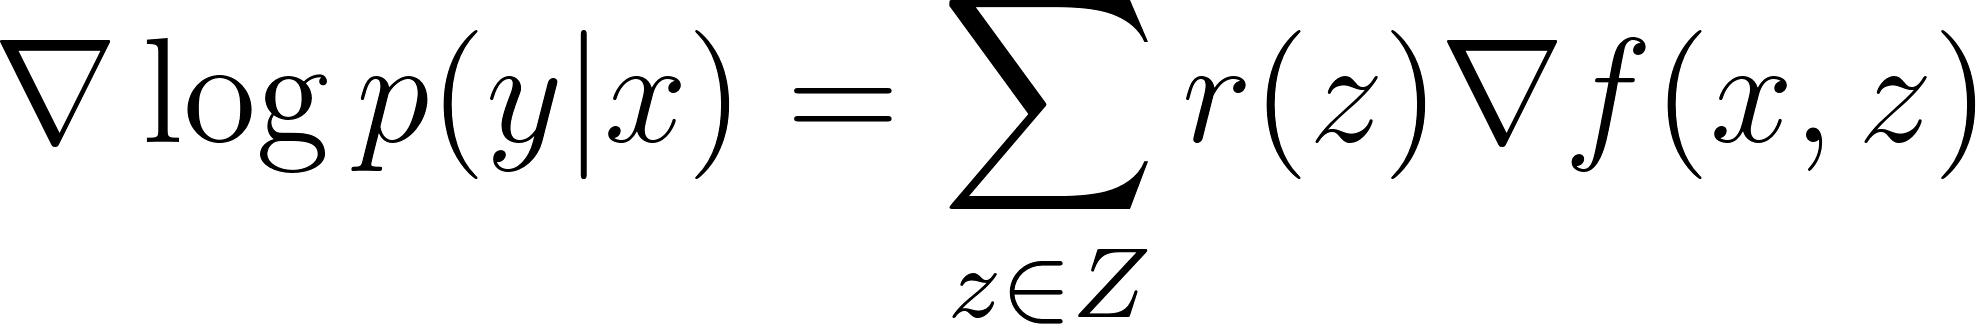 ∇ log p(y|x) = ∑ r(z)∇f(x, z)
z∈Z